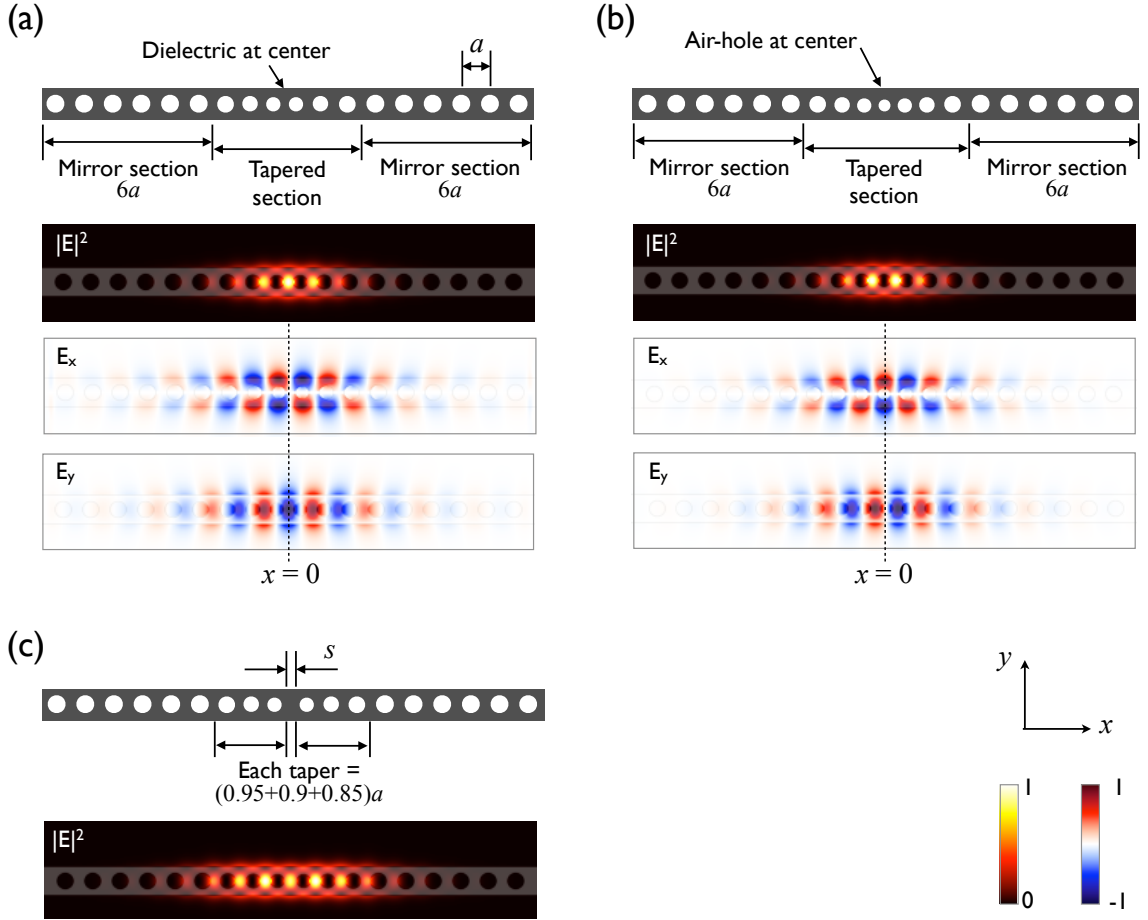 (a)
Dielectric at center
a
Mirror section
6a
Tapered
section
Mirror section
6a
|E|²
Eₓ
E_y
x = 0
(b)
Air-hole at center
Mirror section
6a
Tapered
section
Mirror section
6a
|E|²
Eₓ
E_y
x = 0
(c)
s
Each taper =
(0.95+0.9+0.85)a
|E|²
y
x
1
0
1
-1